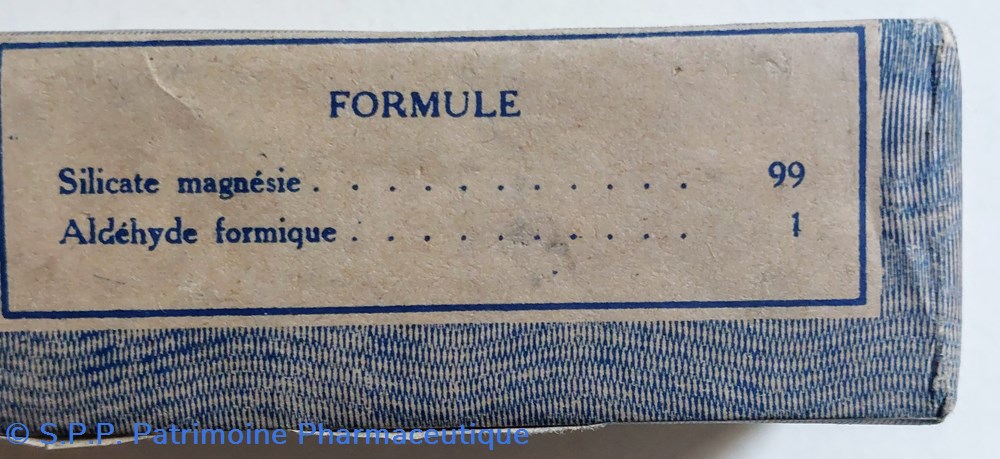 FORMULE
Silicate magnésie . . . . . . . . . . . 99
Aldéhyde formique . . . . . . . . . . 1
© S.P.P. Patrimoine Pharmaceutique